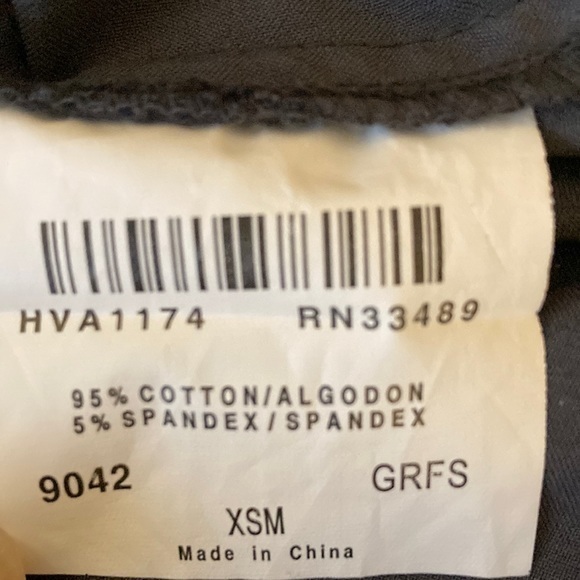 HVA1174 RN33489
95% COTTON/ALGODON
5% SPANDEX/SPANDEX
9042 GRFS
XSM
Made in China